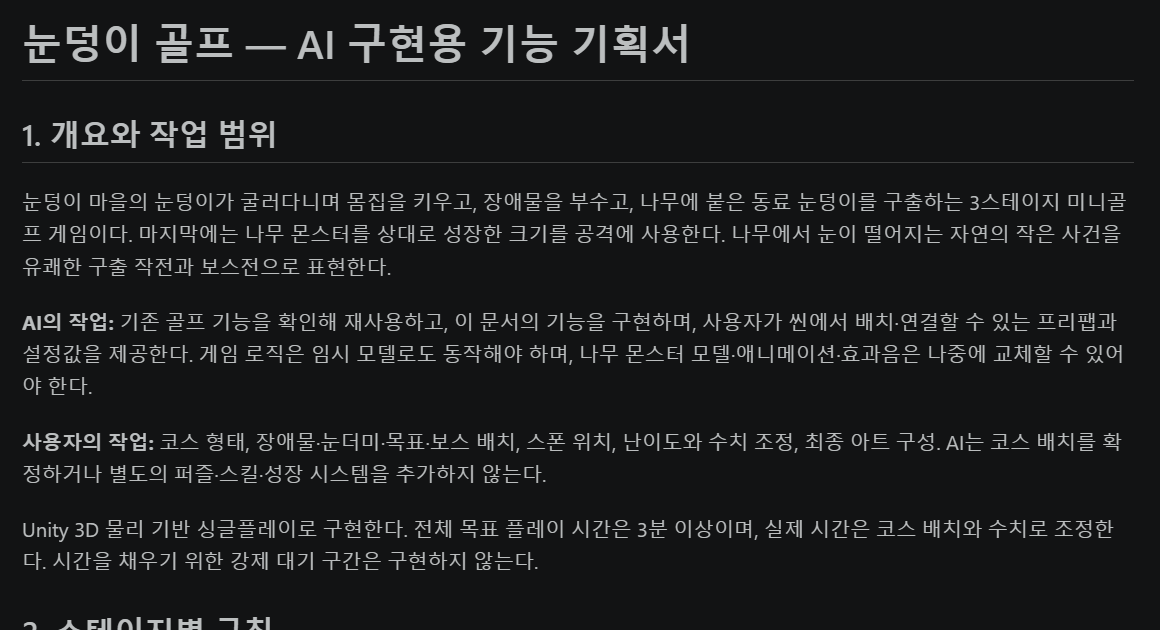 눈덩이 골프 — AI 구현용 기능 기획서
1. 개요와 작업 범위
눈덩이 마을의 눈덩이가 굴러다니며 몸집을 키우고, 장애물을 부수고, 나무에 붙은 동료 눈덩이를 구출하는 3스테이지 미니골
프 게임이다. 마지막에는 나무 몬스터를 상대로 성장한 크기를 공격에 사용한다. 나무에서 눈이 떨어지는 자연의 작은 사건을
유쾌한 구출 작전과 보스전으로 표현한다.
AI의 작업: 기존 골프 기능을 확인해 재사용하고, 이 문서의 기능을 구현하며, 사용자가 씬에서 배치·연결할 수 있는 프리팹과
설정값을 제공한다. 게임 로직은 임시 모델로도 동작해야 하며, 나무 몬스터 모델·애니메이션·효과음은 나중에 교체할 수 있어
야 한다.
사용자의 작업: 코스 형태, 장애물·눈더미·목표·보스 배치, 스폰 위치, 난이도와 수치 조정, 최종 아트 구성. AI는 코스 배치를 확
정하거나 별도의 퍼즐·스킬·성장 시스템을 추가하지 않는다.
Unity 3D 물리 기반 싱글플레이로 구현한다. 전체 목표 플레이 시간은 3분 이상이며, 실제 시간은 코스 배치와 수치로 조정한
다. 시간을 채우기 위한 강제 대기 구간은 구현하지 않는다.
2. 스테이지별 규칙